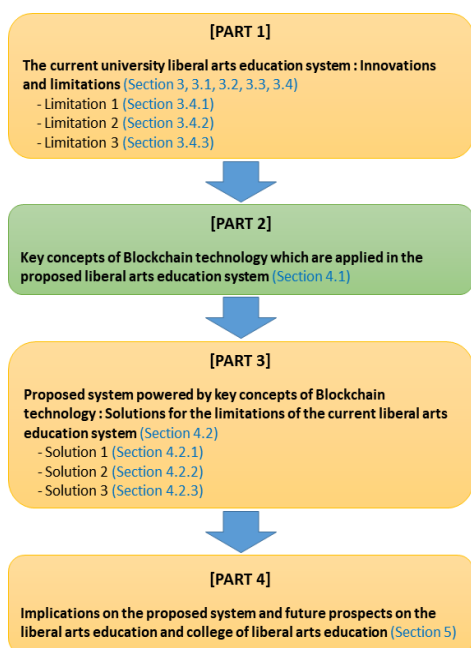 [PART 1]
The current university liberal arts education system : Innovations
and limitations (Section 3, 3.1, 3.2, 3.3, 3.4)
- Limitation 1 (Section 3.4.1)
- Limitation 2 (Section 3.4.2)
- Limitation 3 (Section 3.4.3)
[PART 2]
Key concepts of Blockchain technology which are applied in the
proposed liberal arts education system (Section 4.1)
[PART 3]
Proposed system powered by key concepts of Blockchain
technology : Solutions for the limitations of the current liberal arts
education system (Section 4.2)
- Solution 1 (Section 4.2.1)
- Solution 2 (Section 4.2.2)
- Solution 3 (Section 4.2.3)
[PART 4]
Implications on the proposed system and future prospects on the
liberal arts education and college of liberal arts education (Section 5)